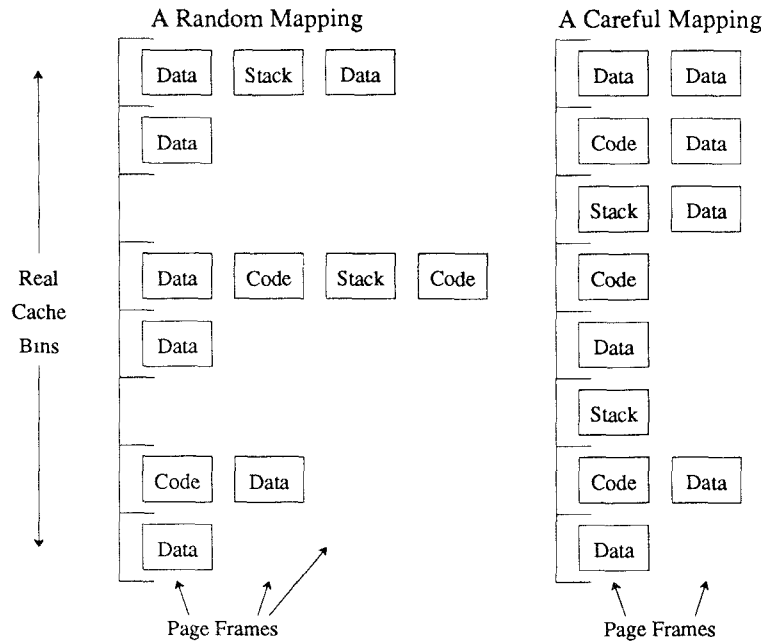 A Random Mapping
A Careful Mapping
Data Stack Data
Data Data
Data
Code Data
Stack Data
Real
Cache
Bins
Data Code Stack Code
Code
Data
Data
Stack
Code Data
Code Data
Data
Data
Page Frames
Page Frames